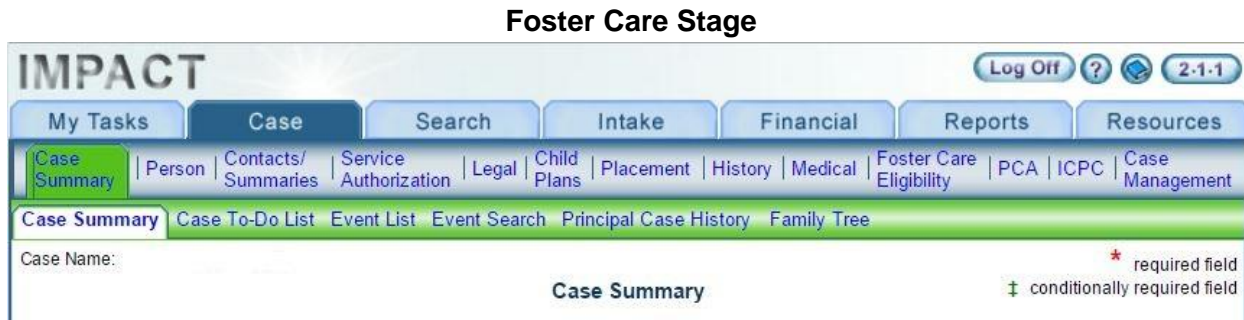 Foster Care Stage
IMPACT
Log Off ? 2-1-1
My Tasks Case Search Intake Financial Reports Resources
Case Summary | Person | Contacts/ Summaries | Service Authorization | Legal | Child Plans | Placement | History | Medical | Foster Care Eligibility | PCA | ICPC | Case Management
Case Summary Case To-Do List Event List Event Search Principal Case History Family Tree
Case Name:
* required field
Case Summary
‡ conditionally required field